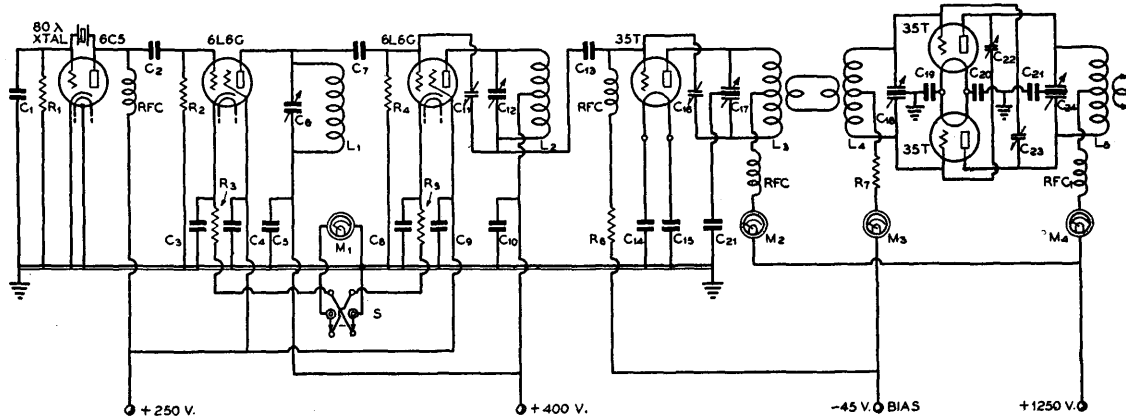 80 λ
XTAL
6C5
6L6G
6L6G
35T
35T
35T
C1
R1
C2
RFC
R2
C6
L1
C7
R4
C11
C12
L2
C13
RFC
C16
C17
L3
L4
C18
C19
C20
C22
C21
C24
C23
L5
R3
C3
C4
C5
M1
C8
R5
C9
C10
R6
C14
C15
C21
RFC
M2
R7
M3
RFC1
M4
S
+250 V.
+400 V.
-45 V. BIAS
+1250 V.